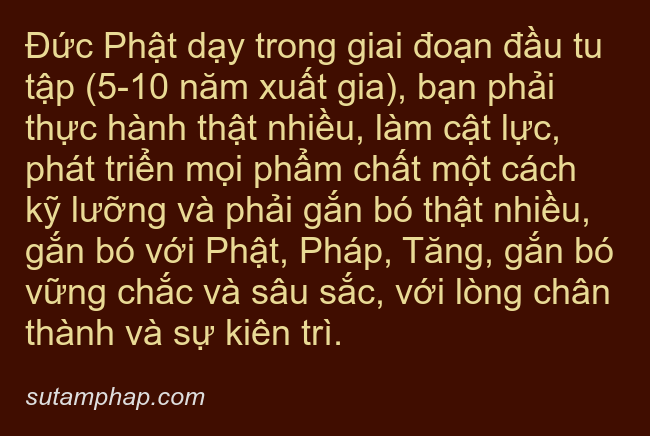 Đức Phật dạy trong giai đoạn đầu tu
tập (5-10 năm xuất gia), bạn phải
thực hành thật nhiều, làm cật lực,
phát triển mọi phẩm chất một cách
kỹ lưỡng và phải gắn bó thật nhiều,
gắn bó với Phật, Pháp, Tăng, gắn bó
vững chắc và sâu sắc, với lòng chân
thành và sự kiên trì.
sutamphap.com